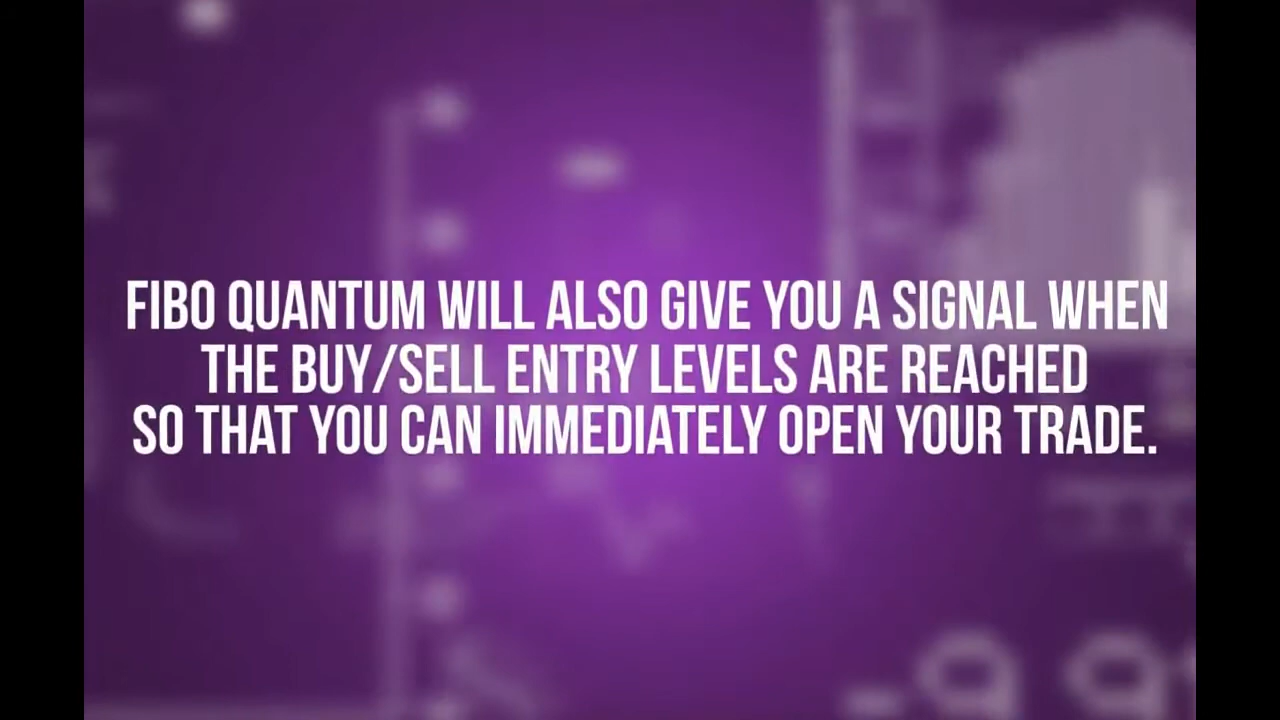 FIBO QUANTUM WILL ALSO GIVE YOU A SIGNAL WHEN
THE BUY/SELL ENTRY LEVELS ARE REACHED
SO THAT YOU CAN IMMEDIATELY OPEN YOUR TRADE.